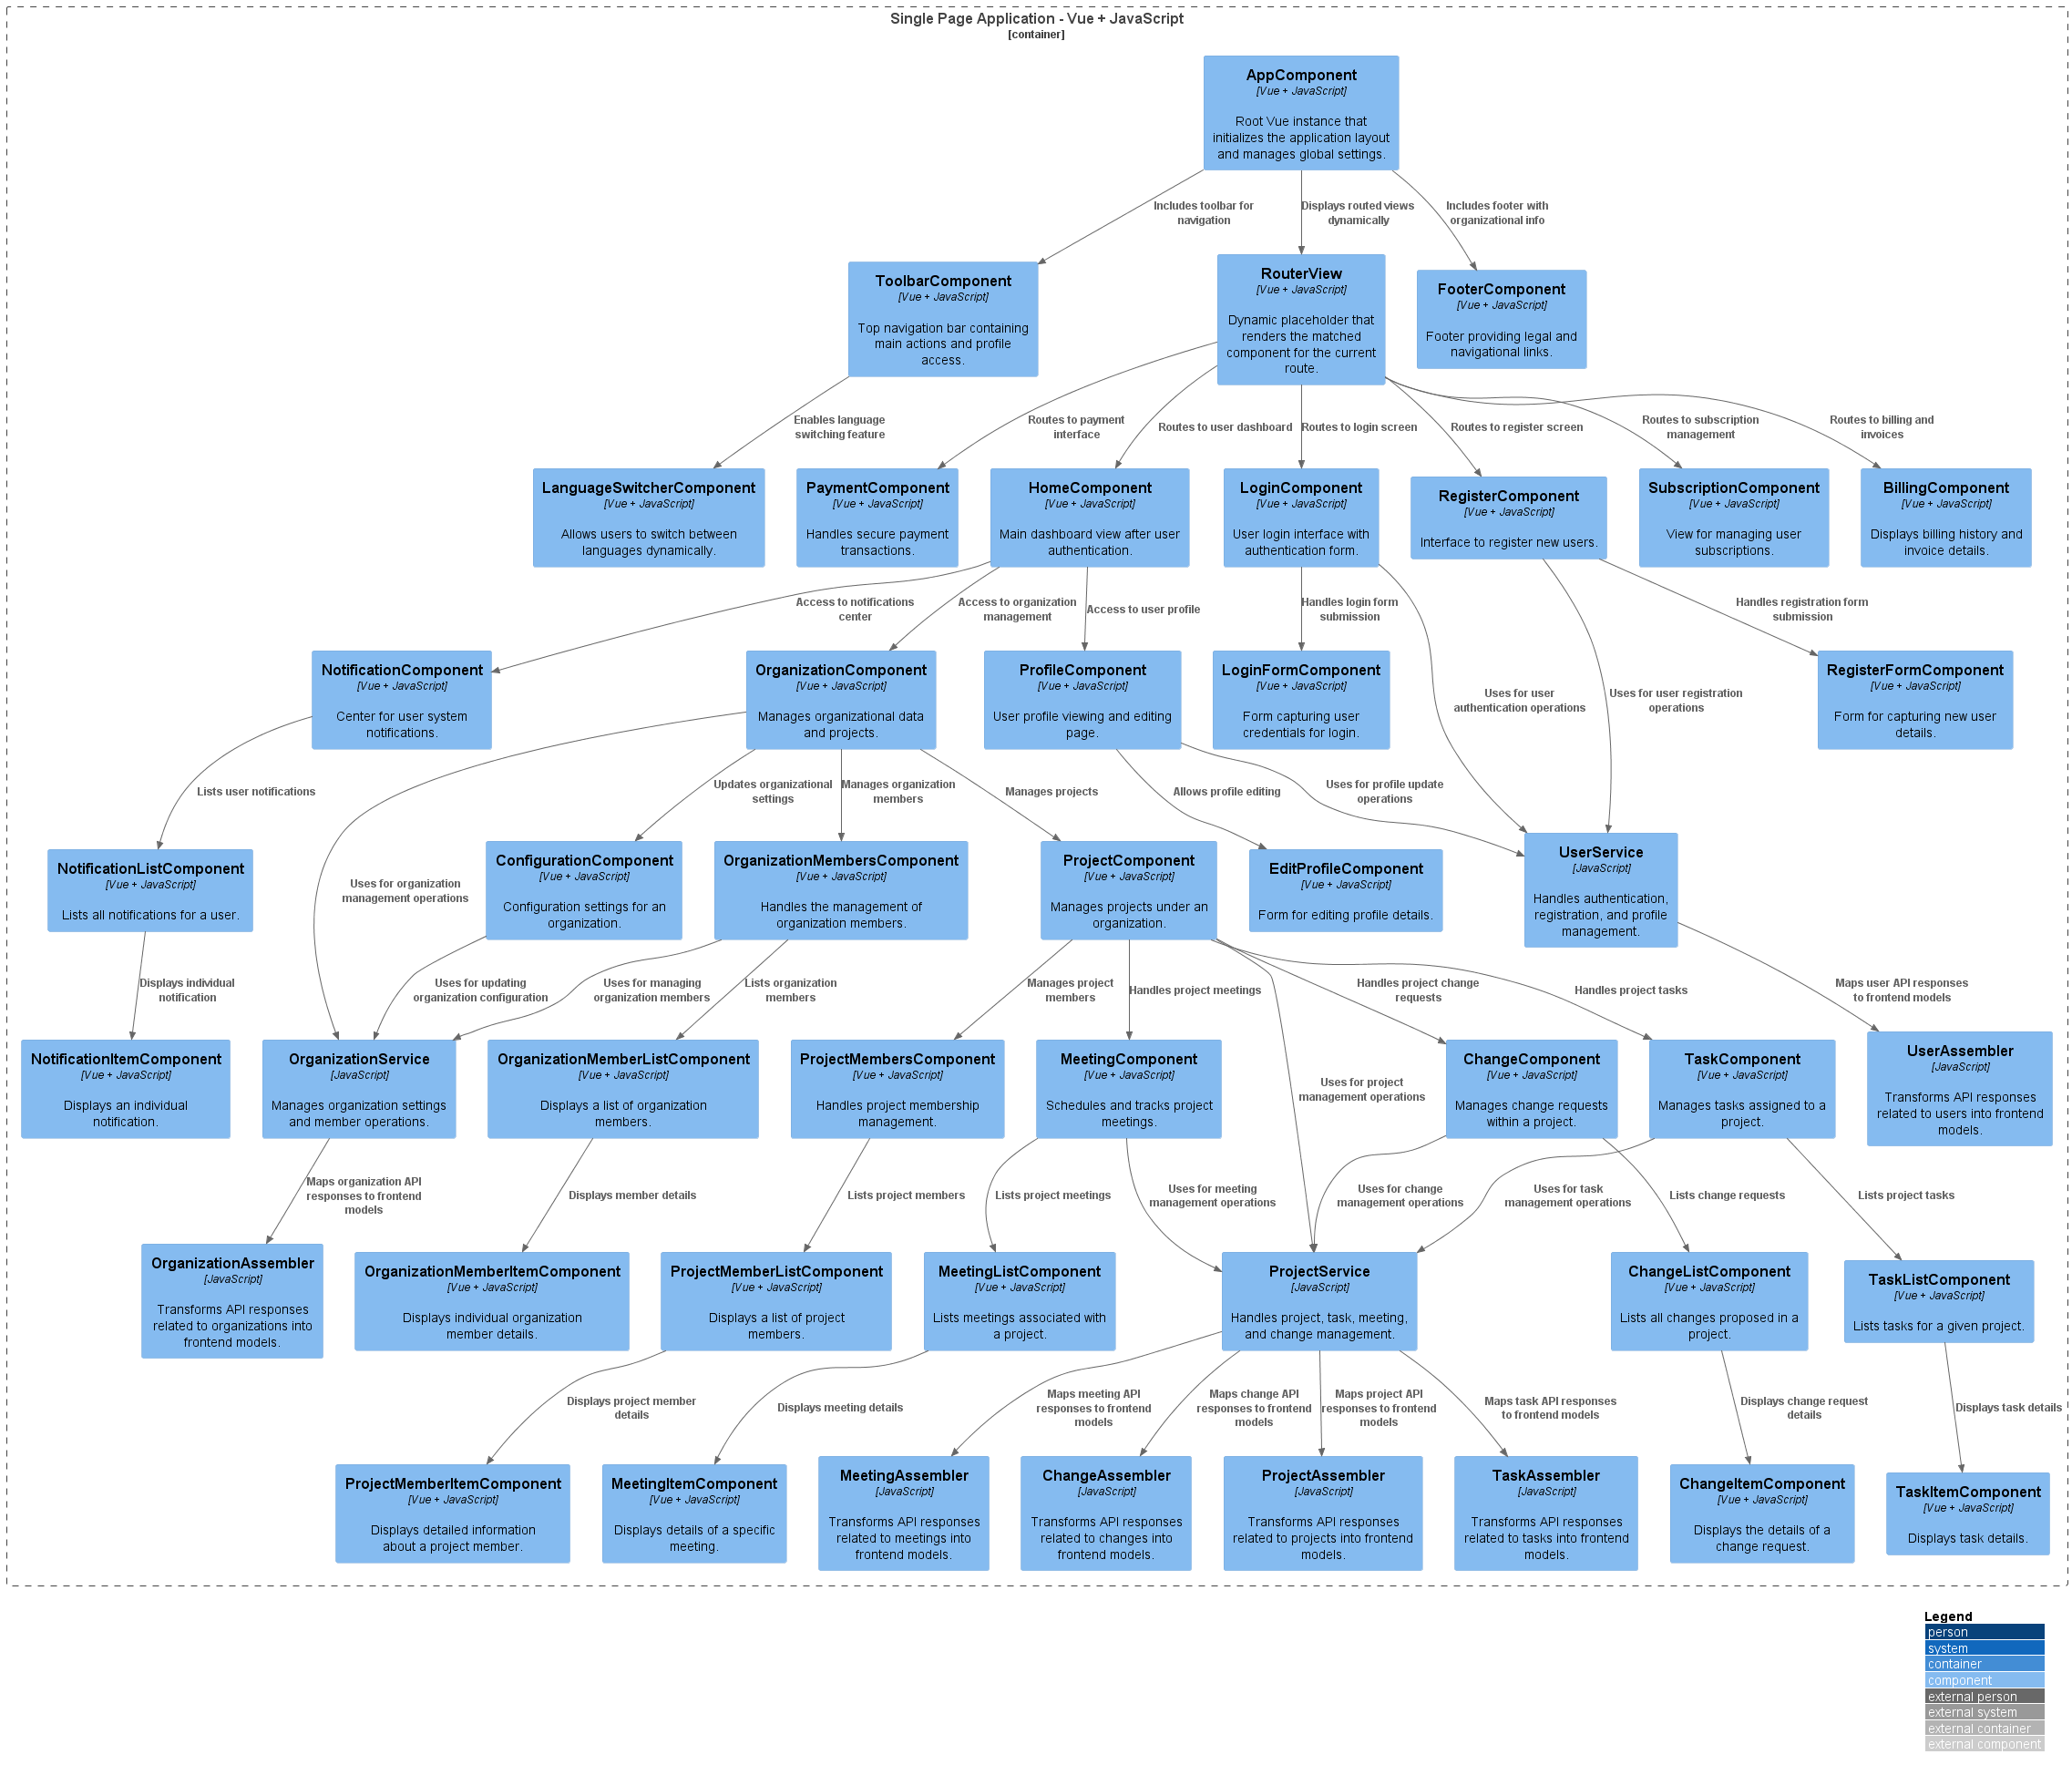 Single Page Application - Vue + JavaScript
[container]
AppComponent
[Vue + JavaScript]
Root Vue instance that
initializes the application layout
and manages global settings.
Includes toolbar for
navigation
Displays routed views
dynamically
Includes footer with
organizational info
ToolbarComponent
[Vue + JavaScript]
Top navigation bar containing
main actions and profile
access.
RouterView
[Vue + JavaScript]
Dynamic placeholder that
renders the matched
component for the current
route.
FooterComponent
[Vue + JavaScript]
Footer providing legal and
navigational links.
Enables language
switching feature
Routes to payment
interface
Routes to user dashboard
Routes to login screen
Routes to register screen
Routes to subscription
management
Routes to billing and
invoices
LanguageSwitcherComponent
[Vue + JavaScript]
Allows users to switch between
languages dynamically.
PaymentComponent
[Vue + JavaScript]
Handles secure payment
transactions.
HomeComponent
[Vue + JavaScript]
Main dashboard view after user
authentication.
LoginComponent
[Vue + JavaScript]
User login interface with
authentication form.
RegisterComponent
[Vue + JavaScript]
Interface to register new users.
SubscriptionComponent
[Vue + JavaScript]
View for managing user
subscriptions.
BillingComponent
[Vue + JavaScript]
Displays billing history and
invoice details.
Access to notifications
center
Access to organization
management
Access to user profile
Handles login form
submission
Handles registration form
submission
NotificationComponent
[Vue + JavaScript]
Center for user system
notifications.
OrganizationComponent
[Vue + JavaScript]
Manages organizational data
and projects.
ProfileComponent
[Vue + JavaScript]
User profile viewing and editing
page.
LoginFormComponent
[Vue + JavaScript]
Form capturing user
credentials for login.
Uses for user
authentication operations
Uses for user registration
operations
RegisterFormComponent
[Vue + JavaScript]
Form for capturing new user
details.
Lists user notifications
Updates organizational
settings
Manages organization
members
Manages projects
Allows profile editing
Uses for profile update
operations
NotificationListComponent
[Vue + JavaScript]
Lists all notifications for a user.
Uses for organization
management operations
ConfigurationComponent
[Vue + JavaScript]
Configuration settings for an
organization.
OrganizationMembersComponent
[Vue + JavaScript]
Handles the management of
organization members.
ProjectComponent
[Vue + JavaScript]
Manages projects under an
organization.
EditProfileComponent
[Vue + JavaScript]
Form for editing profile details.
UserService
[JavaScript]
Handles authentication,
registration, and profile
management.
Displays individual
notification
Uses for updating
organization configuration
Uses for managing
organization members
Lists organization
members
Manages project
members
Handles project meetings
Handles project change
requests
Handles project tasks
Maps user API responses
to frontend models
NotificationItemComponent
[Vue + JavaScript]
Displays an individual
notification.
OrganizationService
[JavaScript]
Manages organization settings
and member operations.
OrganizationMemberListComponent
[Vue + JavaScript]
Displays a list of organization
members.
ProjectMembersComponent
[Vue + JavaScript]
Handles project membership
management.
MeetingComponent
[Vue + JavaScript]
Schedules and tracks project
meetings.
Uses for project
management operations
ChangeComponent
[Vue + JavaScript]
Manages change requests
within a project.
TaskComponent
[Vue + JavaScript]
Manages tasks assigned to a
project.
UserAssembler
[JavaScript]
Transforms API responses
related to users into frontend
models.
Maps organization API
responses to frontend
models
Displays member details
Lists project members
Lists project meetings
Uses for meeting
management operations
Uses for change
management operations
Uses for task
management operations
Lists change requests
Lists project tasks
OrganizationAssembler
[JavaScript]
Transforms API responses
related to organizations into
frontend models.
OrganizationMemberItemComponent
[Vue + JavaScript]
Displays individual organization
member details.
ProjectMemberListComponent
[Vue + JavaScript]
Displays a list of project
members.
MeetingListComponent
[Vue + JavaScript]
Lists meetings associated with
a project.
ProjectService
[JavaScript]
Handles project, task, meeting,
and change management.
ChangeListComponent
[Vue + JavaScript]
Lists all changes proposed in a
project.
TaskListComponent
[Vue + JavaScript]
Lists tasks for a given project.
Displays project member
details
Displays meeting details
Maps meeting API
responses to frontend
models
Maps change API
responses to frontend
models
Maps project API
responses to frontend
models
Maps task API responses
to frontend models
Displays change request
details
Displays task details
ProjectMemberItemComponent
[Vue + JavaScript]
Displays detailed information
about a project member.
MeetingItemComponent
[Vue + JavaScript]
Displays details of a specific
meeting.
MeetingAssembler
[JavaScript]
Transforms API responses
related to meetings into
frontend models.
ChangeAssembler
[JavaScript]
Transforms API responses
related to changes into
frontend models.
ProjectAssembler
[JavaScript]
Transforms API responses
related to projects into frontend
models.
TaskAssembler
[JavaScript]
Transforms API responses
related to tasks into frontend
models.
ChangeItemComponent
[Vue + JavaScript]
Displays the details of a
change request.
TaskItemComponent
[Vue + JavaScript]
Displays task details.
Legend
person
system
container
component
external person
external system
external container
external component